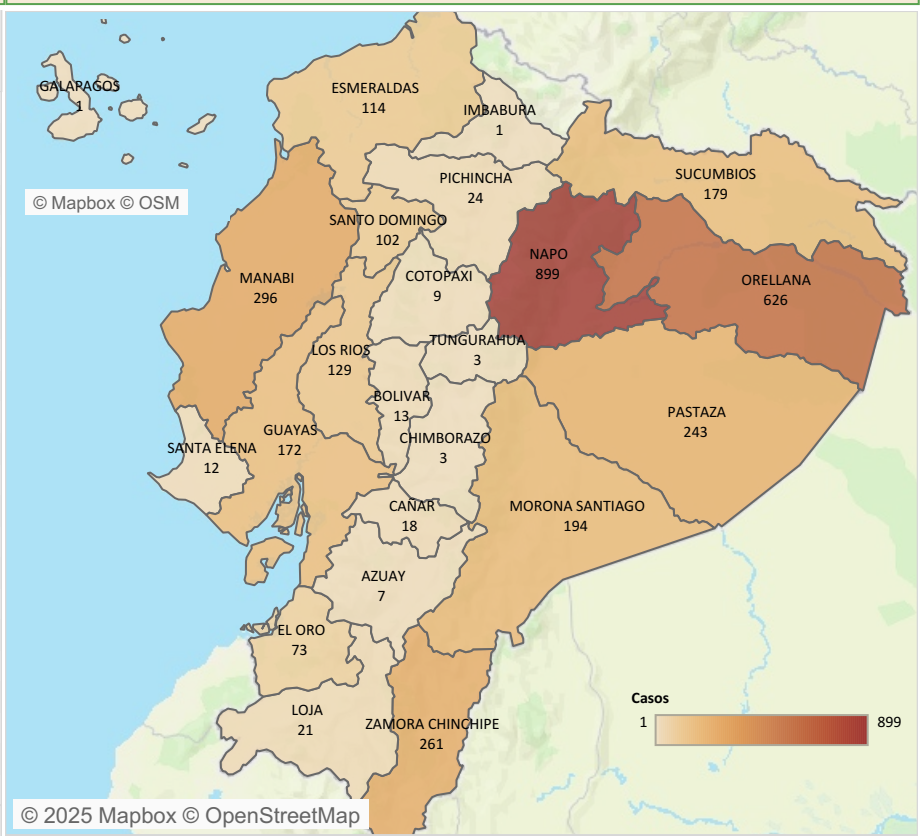 GALAPAGOS
1
© Mapbox © OSM
ESMERALDAS
114
IMBABURA
1
PICHINCHA
24
SUCUMBIOS
179
SANTO DOMINGO
102
NAPO
899
MANABI
296
COTOPAXI
9
ORELLANA
626
TUNGURAHUA
3
LOS RIOS
129
BOLIVAR
13
PASTAZA
243
GUAYAS
172
CHIMBORAZO
3
SANTA ELENA
12
CAÑAR
18
MORONA SANTIAGO
194
AZUAY
7
EL ORO
73
LOJA
21
ZAMORA CHINCHIPE
261
Casos
1 899
© 2025 Mapbox © OpenStreetMap